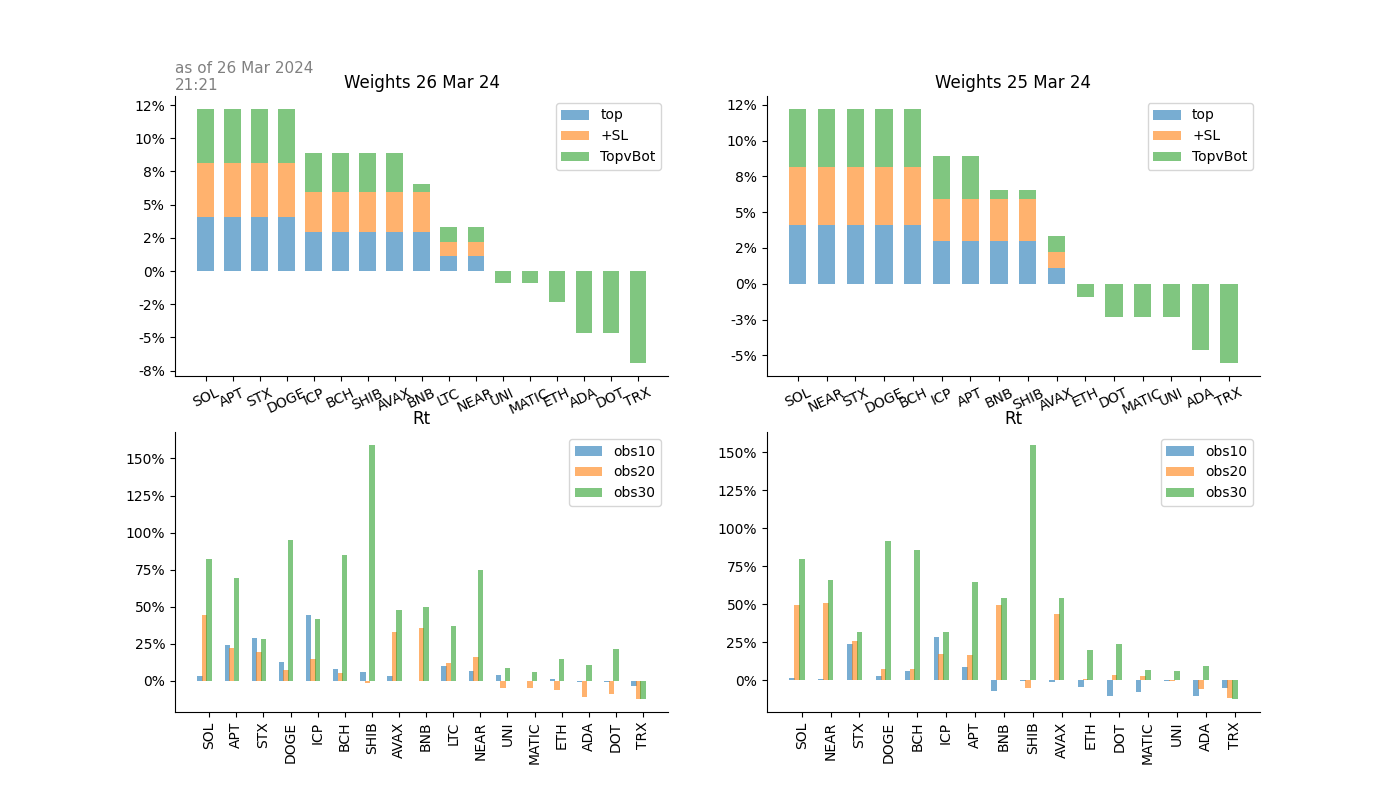 as of 26 Mar 2024
21:21
Weights 26 Mar 24
12%
10%
8%
5%
2%
0%
-2%
-5%
-8%
top
+SL
TopvBot
SOL APT STX DOGE ICP BCH SHIB AVAX BNB LTC NEAR UNI MATIC ETH ADA DOT TRX
Weights 25 Mar 24
12%
10%
8%
5%
2%
0%
-3%
-5%
top
+SL
TopvBot
SOL NEAR STX DOGE BCH ICP APT BNB SHIB AVAX ETH DOT MATIC UNI ADA TRX
Rt
150%
125%
100%
75%
50%
25%
0%
obs10
obs20
obs30
SOL APT STX DOGE ICP BCH SHIB AVAX BNB LTC NEAR UNI MATIC ETH ADA DOT TRX
Rt
150%
125%
100%
75%
50%
25%
0%
obs10
obs20
obs30
SOL NEAR STX DOGE BCH ICP APT BNB SHIB AVAX ETH DOT MATIC UNI ADA TRX